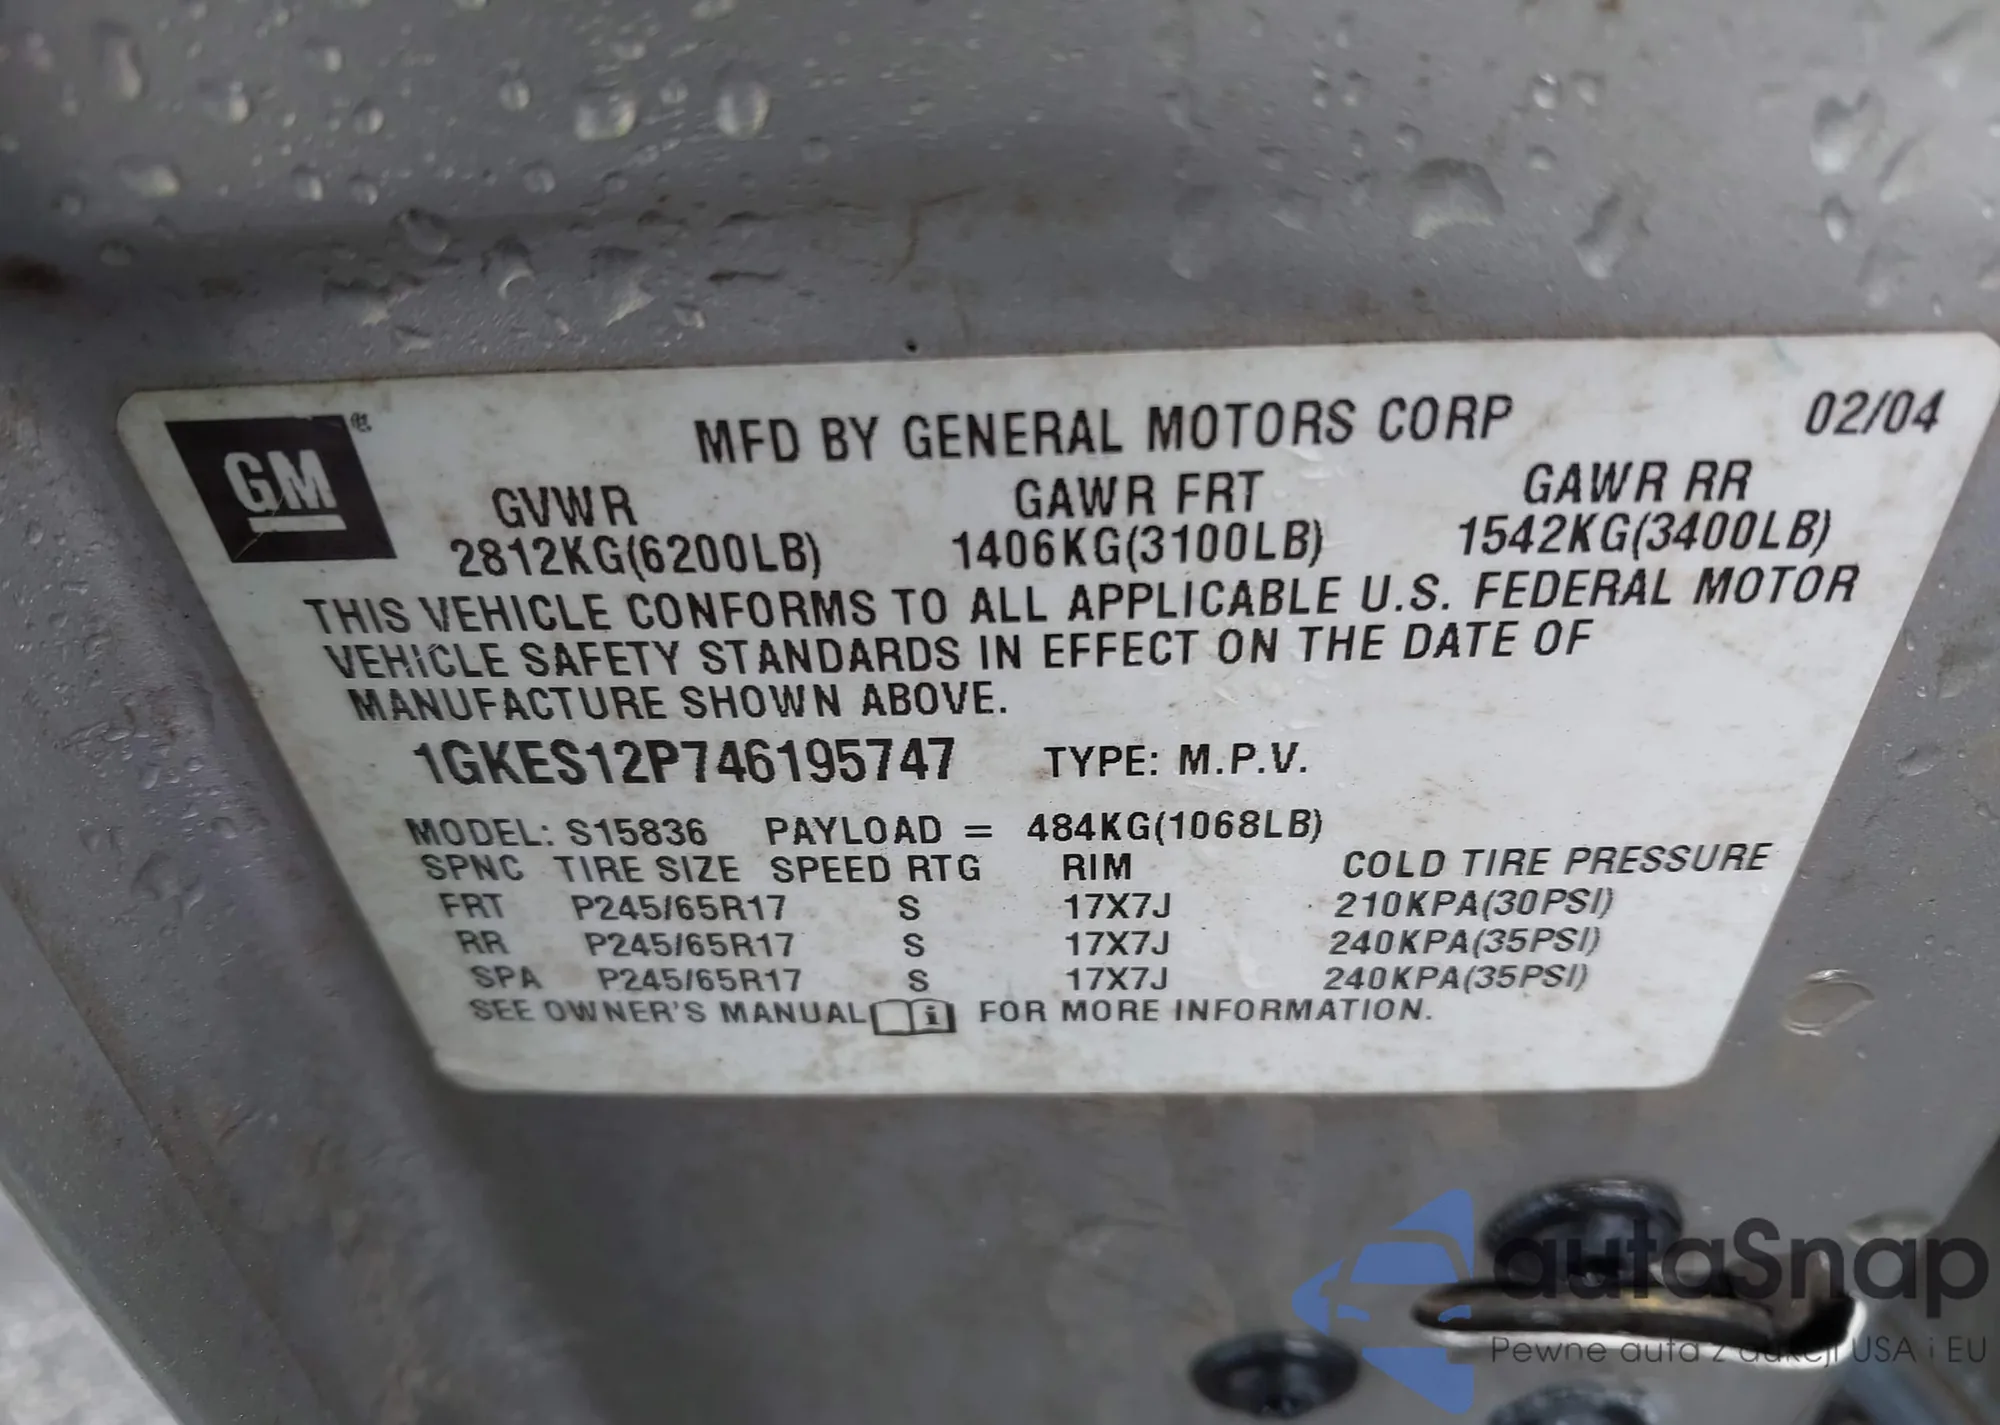 GM
MFD BY GENERAL MOTORS CORP 02/04
GVWR GAWR FRT GAWR RR
2812KG(6200LB) 1406KG(3100LB) 1542KG(3400LB)
THIS VEHICLE CONFORMS TO ALL APPLICABLE U.S. FEDERAL MOTOR
VEHICLE SAFETY STANDARDS IN EFFECT ON THE DATE OF
MANUFACTURE SHOWN ABOVE.
1GKES12P746195747 TYPE: M.P.V.
MODEL: S15836 PAYLOAD = 484KG(1068LB)
SPNC TIRE SIZE SPEED RTG RIM COLD TIRE PRESSURE
FRT P245/65R17 S 17X7J 210KPA(30PSI)
RR P245/65R17 S 17X7J 240KPA(35PSI)
SPA P245/65R17 S 17X7J 240KPA(35PSI)
SEE OWNER'S MANUAL FOR MORE INFORMATION.
autaSnap
Pewne auta z aukcji USA i EU